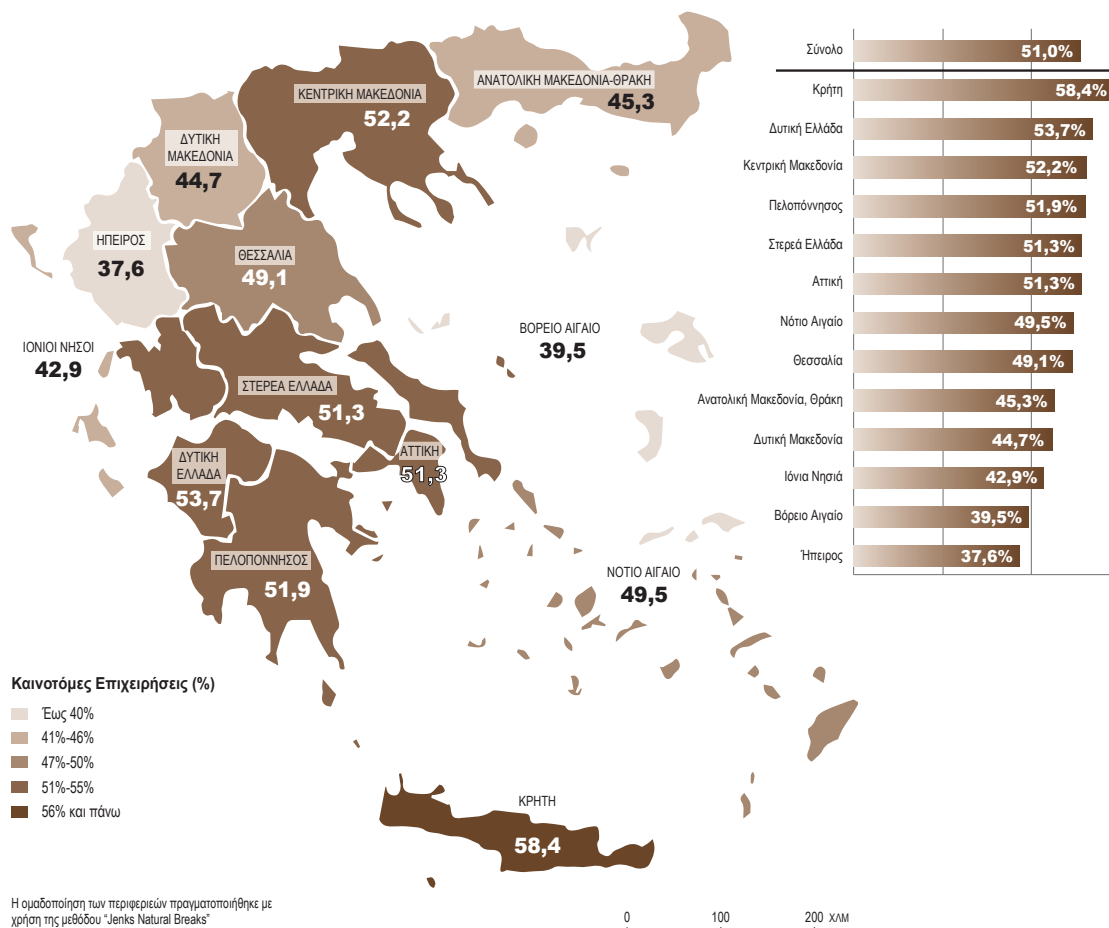 ΑΝΑΤΟΛΙΚΗ ΜΑΚΕΔΟΝΙΑ-ΘΡΑΚΗ
45,3
ΚΕΝΤΡΙΚΗ ΜΑΚΕΔΟΝΙΑ
52,2
ΔΥΤΙΚΗ
ΜΑΚΕΔΟΝΙΑ
44,7
ΗΠΕΙΡΟΣ
37,6
ΘΕΣΣΑΛΙΑ
49,1
ΙΟΝΙΟΙ ΝΗΣΟΙ
42,9
ΒΟΡΕΙΟ ΑΙΓΑΙΟ
39,5
ΣΤΕΡΕΑ ΕΛΛΑΔΑ
51,3
ΑΤΤΙΚΗ
51,3
ΔΥΤΙΚΗ
ΕΛΛΑΔΑ
53,7
ΠΕΛΟΠΟΝΝΗΣΟΣ
51,9
ΝΟΤΙΟ ΑΙΓΑΙΟ
49,5
ΚΡΗΤΗ
58,4
Σύνολο 51,0%
Κρήτη 58,4%
Δυτική Ελλάδα 53,7%
Κεντρική Μακεδονία 52,2%
Πελοπόννησος 51,9%
Στερεά Ελλάδα 51,3%
Αττική 51,3%
Νότιο Αιγαίο 49,5%
Θεσσαλία 49,1%
Ανατολική Μακεδονία, Θράκη 45,3%
Δυτική Μακεδονία 44,7%
Ιόνια Νησιά 42,9%
Βόρειο Αιγαίο 39,5%
Ήπειρος 37,6%
Καινοτόμες Επιχειρήσεις (%)
Έως 40%
41%-46%
47%-50%
51%-55%
56% και πάνω
Η ομαδοποίηση των περιφερειών πραγματοποιήθηκε με
χρήση της μεθόδου "Jenks Natural Breaks"
0 100 200 ΧΛΜ